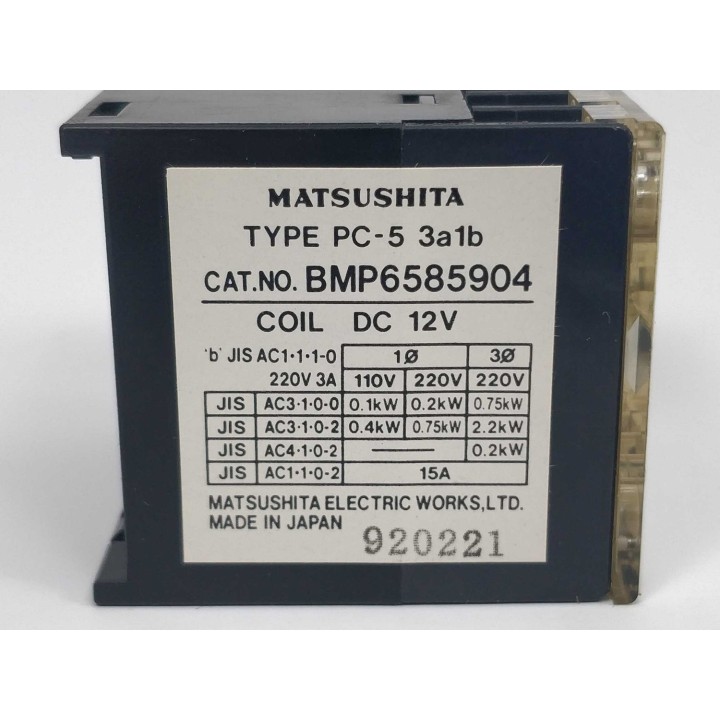 MATSUSHITA
TYPE PC-5 3a1b
CAT.NO. BMP6585904
COIL DC 12V
'b' JIS AC1·1·1-0 1Ø 3Ø
220V 3A 110V 220V 220V
JIS AC3·1·0-0 0.1kW 0.2kW 0.75kW
JIS AC3·1·0-2 0.4kW 0.75kW 2.2kW
JIS AC4·1·0-2 —— 0.2kW
JIS AC1·1·0-2 15A
MATSUSHITA ELECTRIC WORKS,LTD.
MADE IN JAPAN
920221